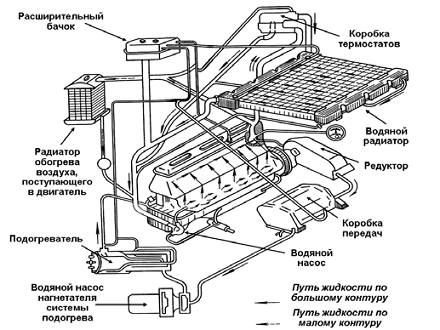 Расширительный
бачок
Коробка
термостатов
Радиатор
обогрева
воздуха,
поступающего
в двигатель
Водяной
радиатор
Редуктор
Коробка
передач
Подогреватель
Водяной
насос
Водяной насос
нагнетателя
системы
подогрева
Путь жидкости по
большому контуру
Путь жидкости по
малому контуру